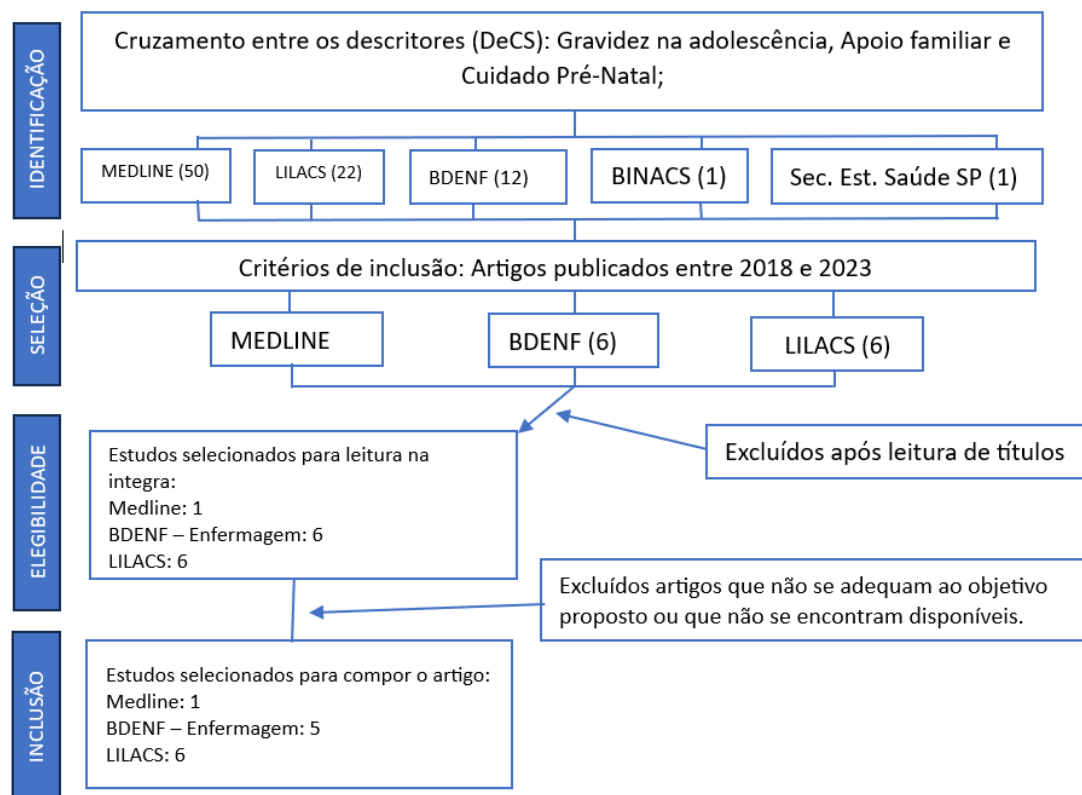 IDENTIFICAÇÃO
Cruzamento entre os descritores (DeCS): Gravidez na adolescência, Apoio familiar e
Cuidado Pré-Natal;
MEDLINE (50)
LILACS (22)
BDENF (12)
BINACS (1)
Sec. Est. Saúde SP (1)
SELEÇÃO
Critérios de inclusão: Artigos publicados entre 2018 e 2023
MEDLINE
BDENF (6)
LILACS (6)
ELEGIBILIDADE
Estudos selecionados para leitura na
integra:
Medline: 1
BDENF – Enfermagem: 6
LILACS: 6
Excluídos após leitura de títulos
Excluídos artigos que não se adequam ao objetivo
proposto ou que não se encontram disponíveis.
INCLUSÃO
Estudos selecionados para compor o artigo:
Medline: 1
BDENF – Enfermagem: 5
LILACS: 6